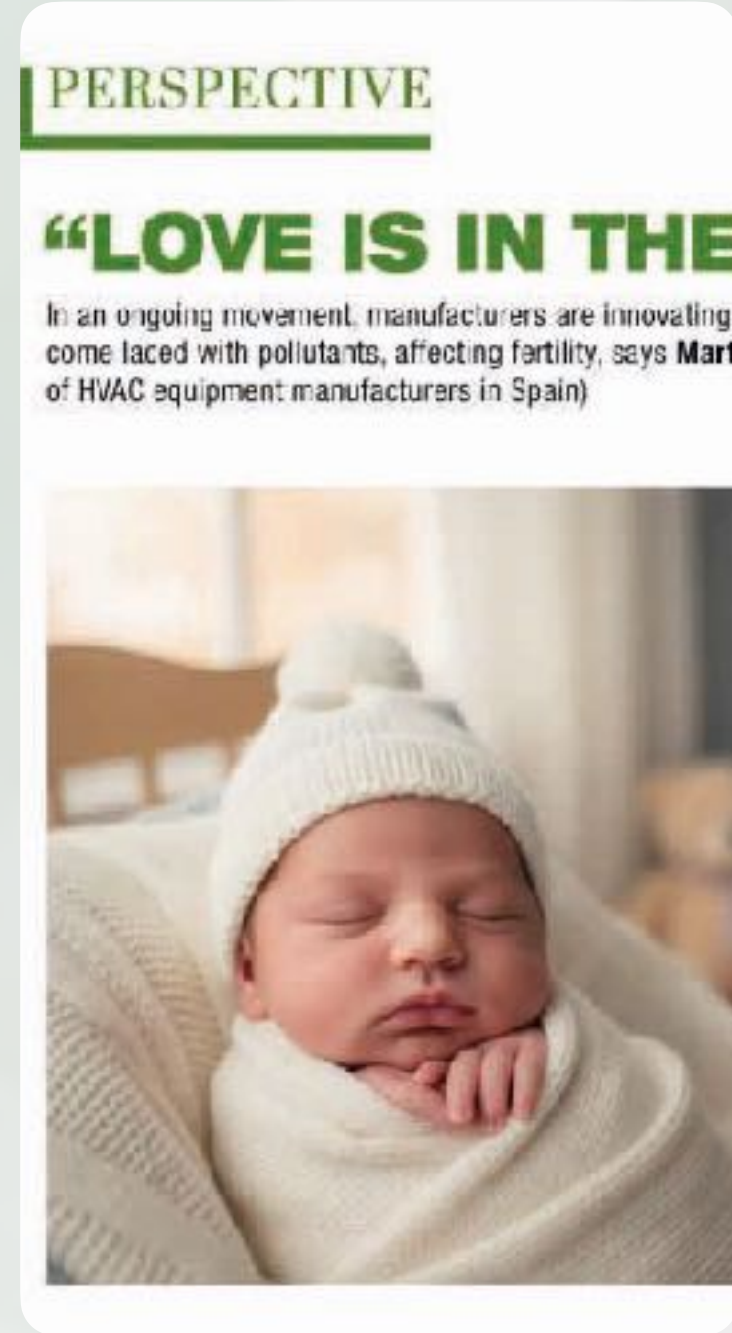 PERSPECTIVE
“LOVE IS IN THE
In an ongoing movement, manufacturers are innovating
come laced with pollutants, affecting fertility, says Mart
of HVAC equipment manufacturers in Spain)